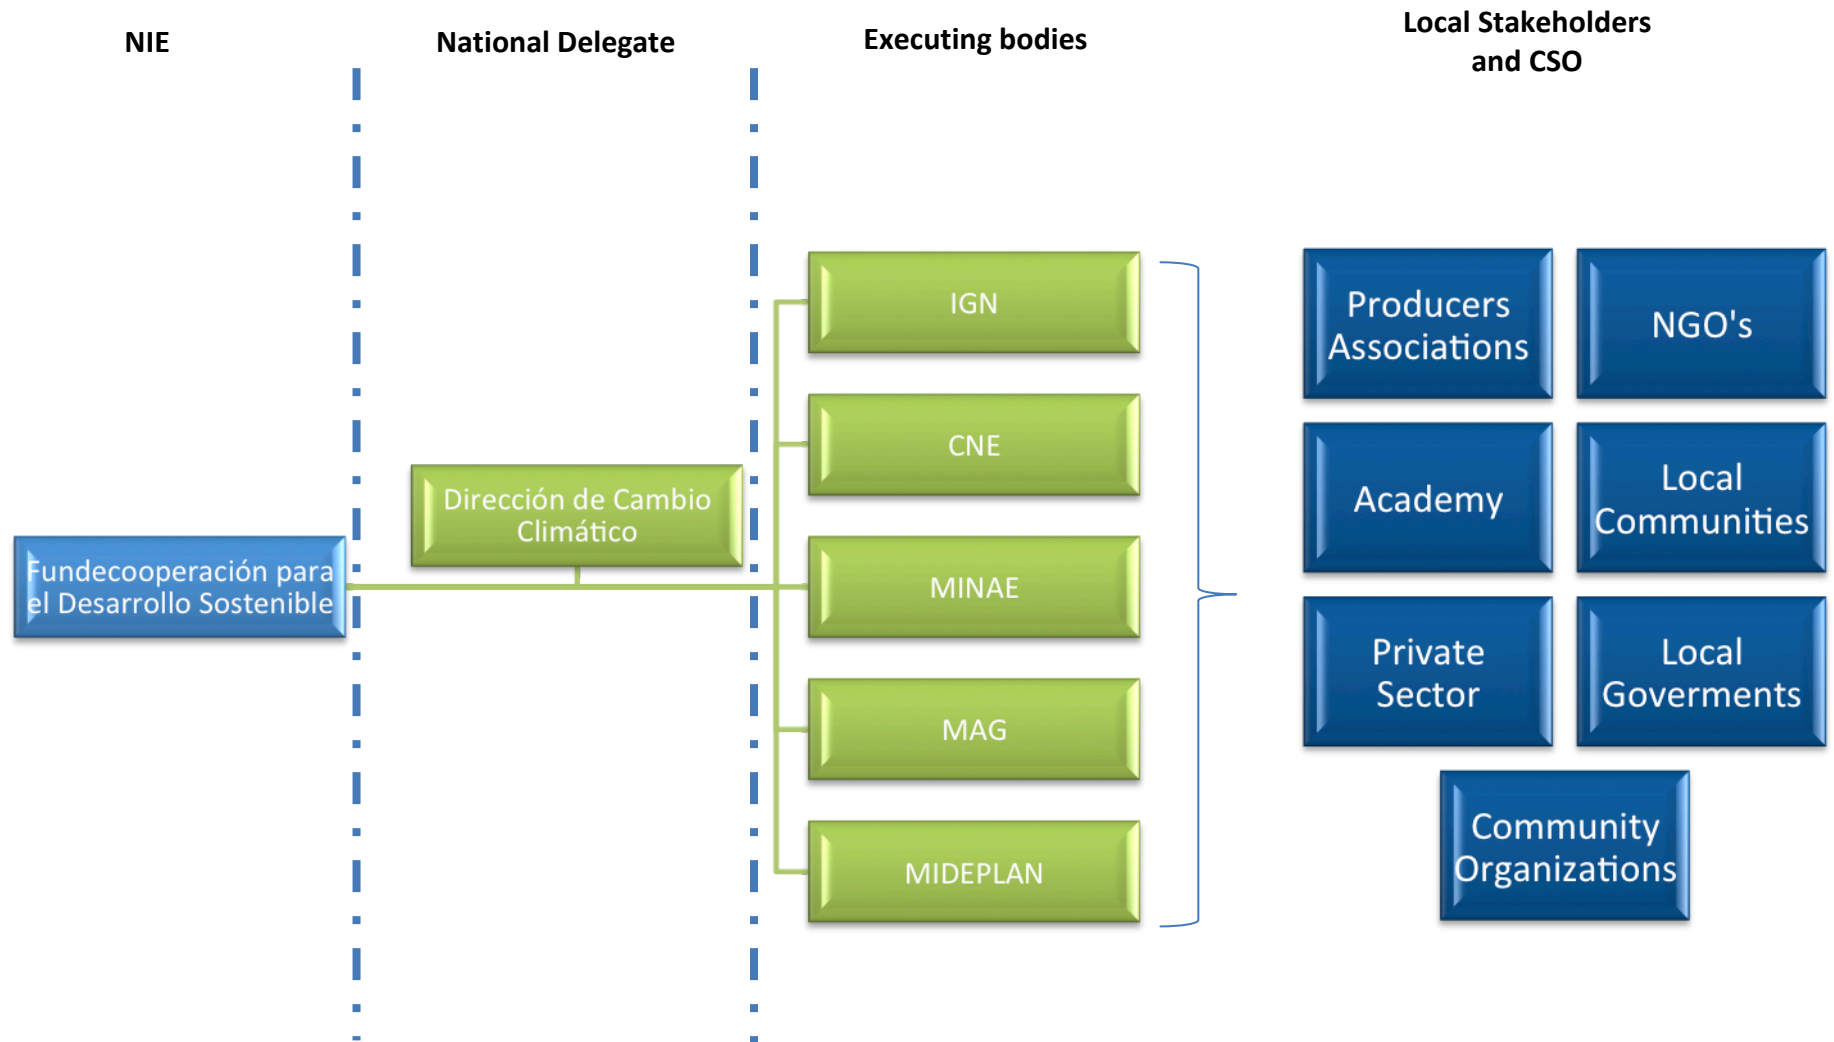 NIE
National Delegate
Executing bodies
Local Stakeholders
and CSO
Fundecooperación para
el Desarrollo Sostenible
Dirección de Cambio
Climático
IGN
CNE
MINAE
MAG
MIDEPLAN
Producers
Associations
NGO's
Academy
Local
Communities
Private
Sector
Local
Goverments
Community
Organizations